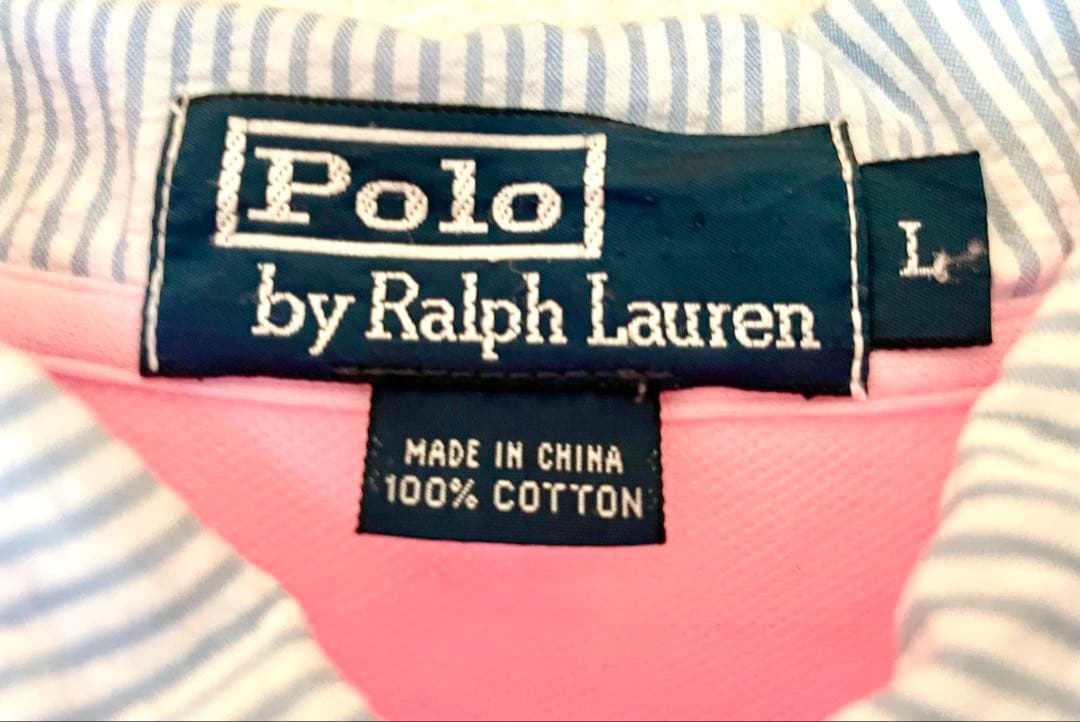 Polo
by Ralph Lauren
L
MADE IN CHINA
100% COTTON